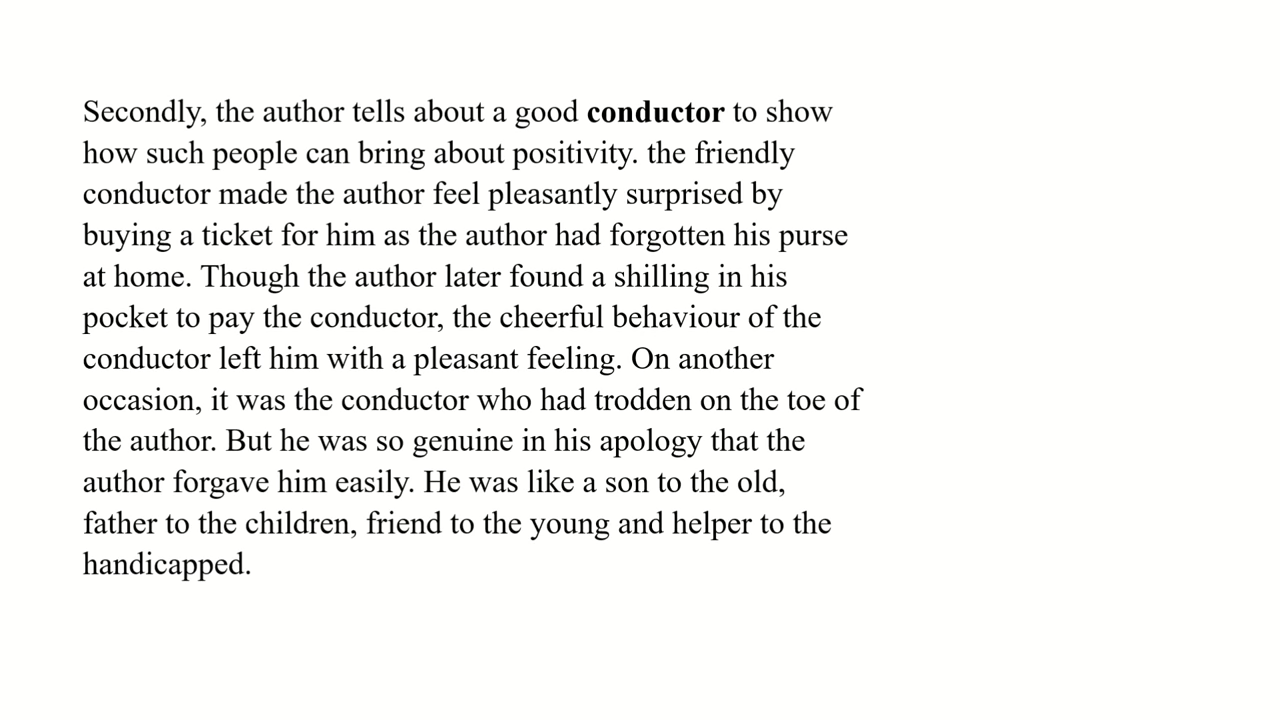 Secondly, the author tells about a good conductor to show
how such people can bring about positivity. the friendly
conductor made the author feel pleasantly surprised by
buying a ticket for him as the author had forgotten his purse
at home. Though the author later found a shilling in his
pocket to pay the conductor, the cheerful behaviour of the
conductor left him with a pleasant feeling. On another
occasion, it was the conductor who had trodden on the toe of
the author. But he was so genuine in his apology that the
author forgave him easily. He was like a son to the old,
father to the children, friend to the young and helper to the
handicapped.